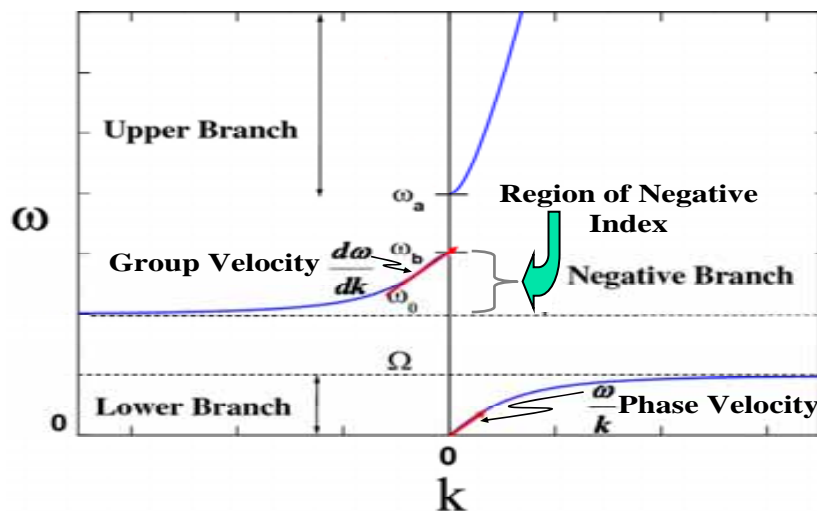 Upper Branch
ω
ωa
Region of Negative
Index
Group Velocity dω/dk
ωb
Negative Branch
ω0
Ω
Lower Branch
ω/k Phase Velocity
0
0
k